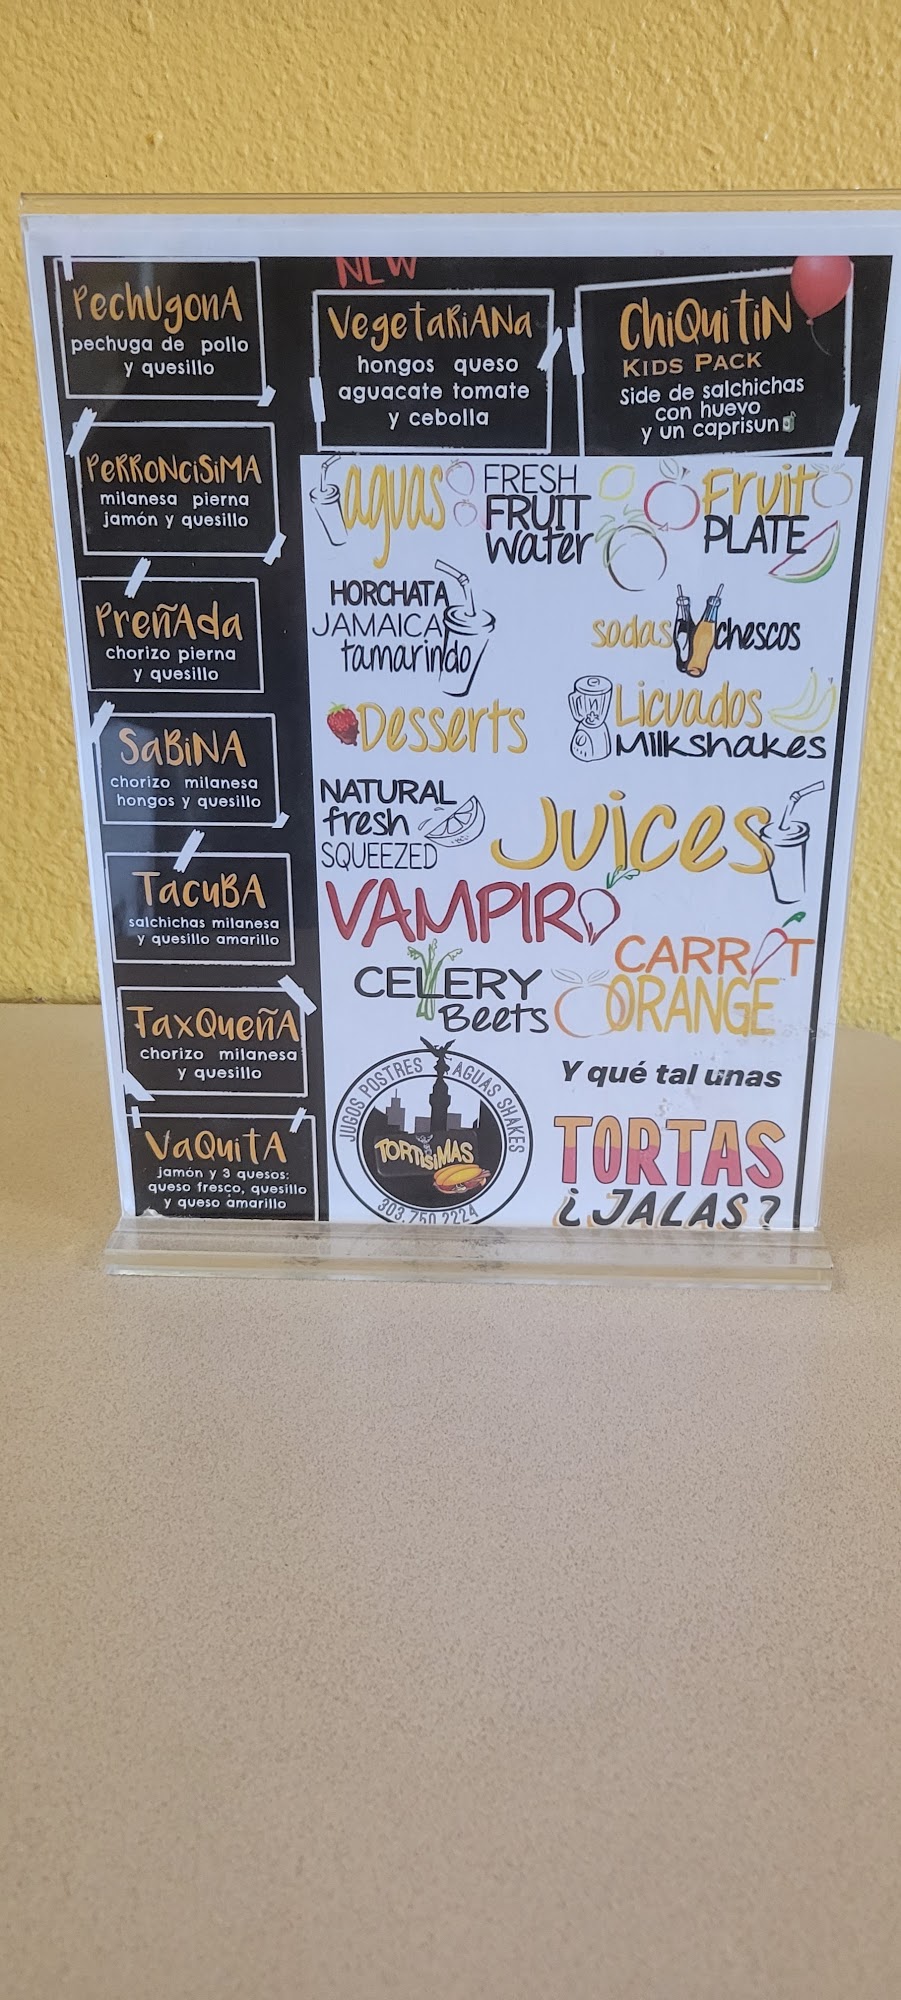 PechUgonA
pechuga de pollo
y quesillo
PeRRoNciSiMA
milanesa pierna
jamón y quesillo
PreñAda
chorizo pierna
y quesillo
SaBiNA
chorizo milanesa
hongos y quesillo
TacuBA
salchichas milanesa
y quesillo amarillo
TaxQueñA
chorizo milanesa
y quesillo
VaQuitA
jamón y 3 quesos:
queso fresco, quesillo
y queso amarillo
NEW
VegetaRiANa
hongos queso
aguacate tomate
y cebolla
CHiQuitiN
KIDS PACK
Side de salchichas
con huevo
y un caprisun
aguas
FRESH
FRUIT
water
Fruit
PLATE
HORCHATA
JAMAICA
tamarindo
sodas y chescos
Desserts
Licuados
Milkshakes
NATURAL
fresh
SQUEEZED
Juices
VAMPIRO
CARROT
ORANGE
CELERY
Beets
JUGOS POSTRES AGUAS SHAKES
TORTiSiMAS
303.750.2224
Y qué tal unas
TORTAS
¿JALAS?